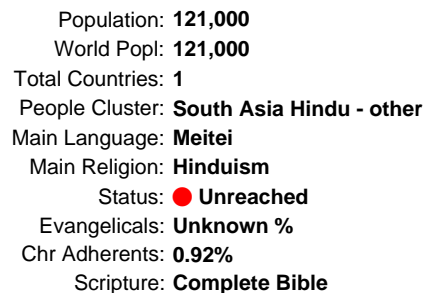 Population: 121,000
World Popl: 121,000
Total Countries: 1
People Cluster: South Asia Hindu - other
Main Language: Meitei
Main Religion: Hinduism
Status: Unreached
Evangelicals: Unknown %
Chr Adherents: 0.92%
Scripture: Complete Bible